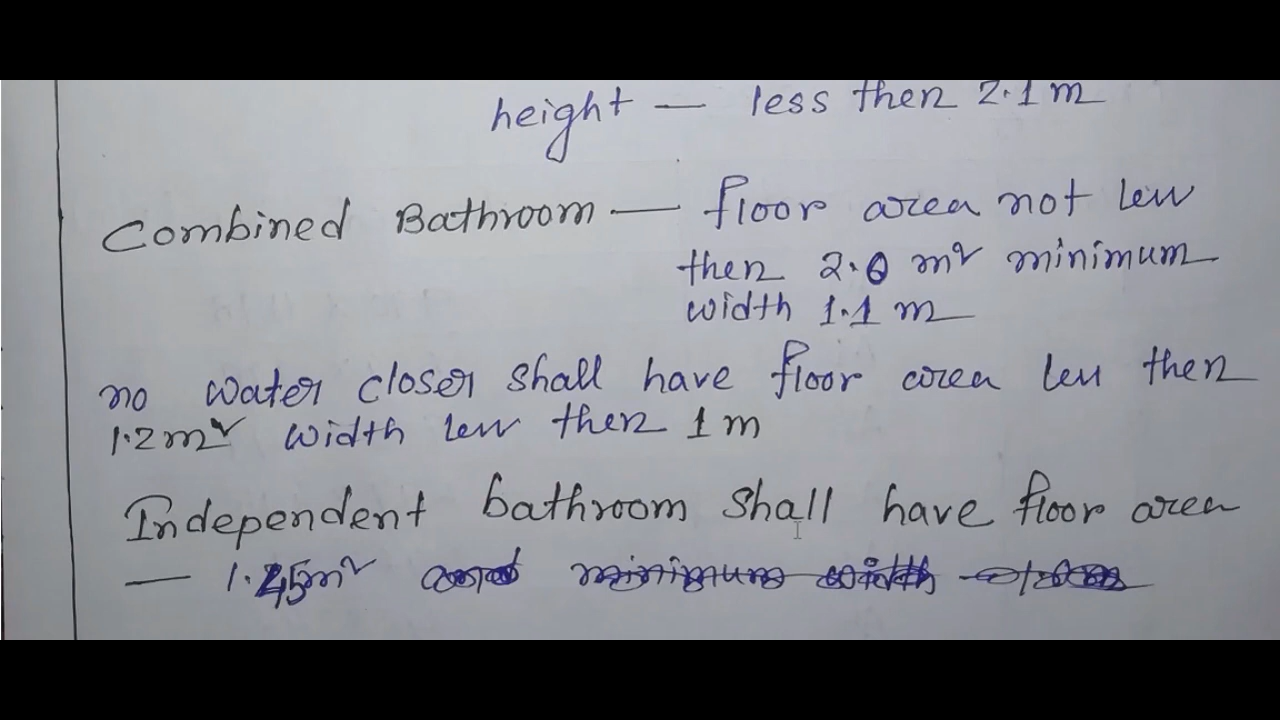 height — less then 2.1 m
Combined Bathroom — floor area not less
then 2.0 m² minimum
width 1.1 m
no water closer shall have floor area less then
1.2 m² width less then 1 m
Independent bathroom shall have floor area
— 1.45m²